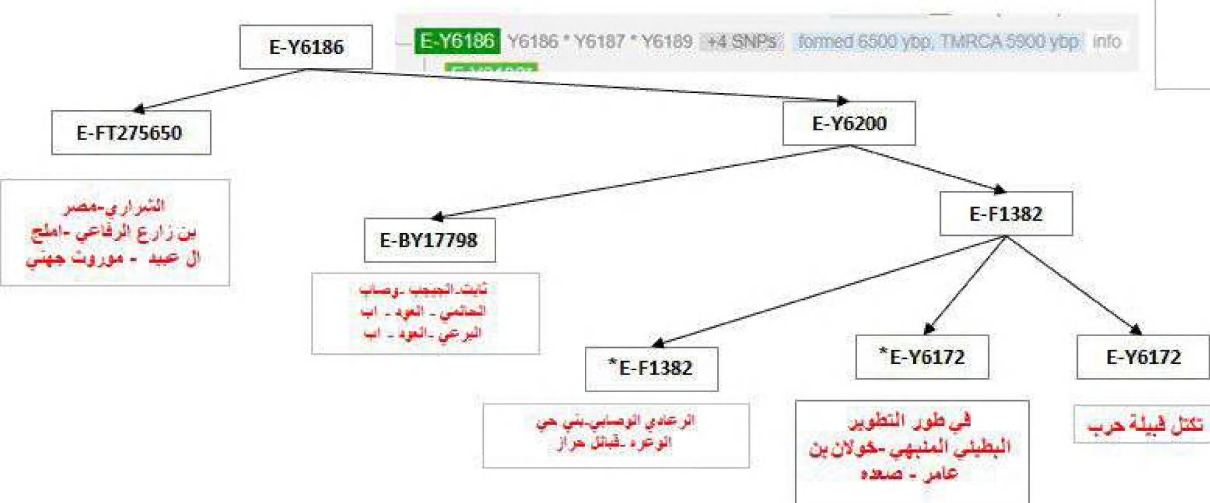 E-Y6186
E-Y6186 Y6186 * Y6187 * Y6189 +4 SNPs formed 6500 ybp, TMRCA 5900 ybp info
E-FT275650
E-Y6200
الشراري-مصر
بن زارع الرفاعي -املج
ال عبيد - موروث جهني
E-BY17798
E-F1382
ثابت-الجيجب -وصاب
الحالمي - العود - اب
البرعي -العود - اب
*E-F1382
*E-Y6172
E-Y6172
الرعادي الوصابي-بني حي
الوعره -قبائل حراز
في طور التطوير
البطيني المنبهي -خولان بن
عامر - صعده
تكتل قبيلة حرب